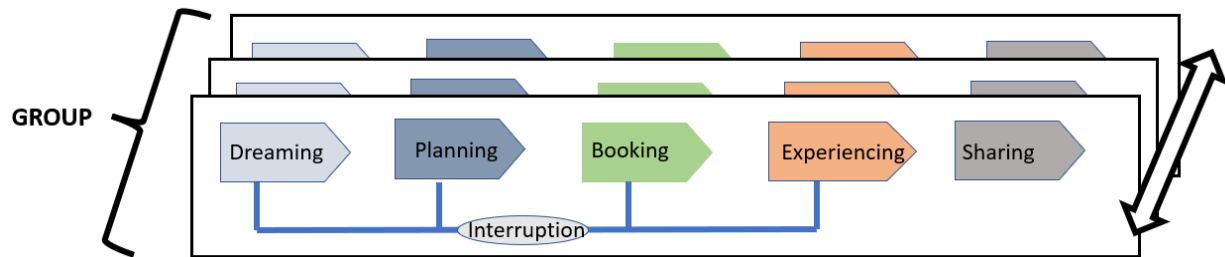 GROUP
Dreaming
Planning
Booking
Experiencing
Sharing
Interruption